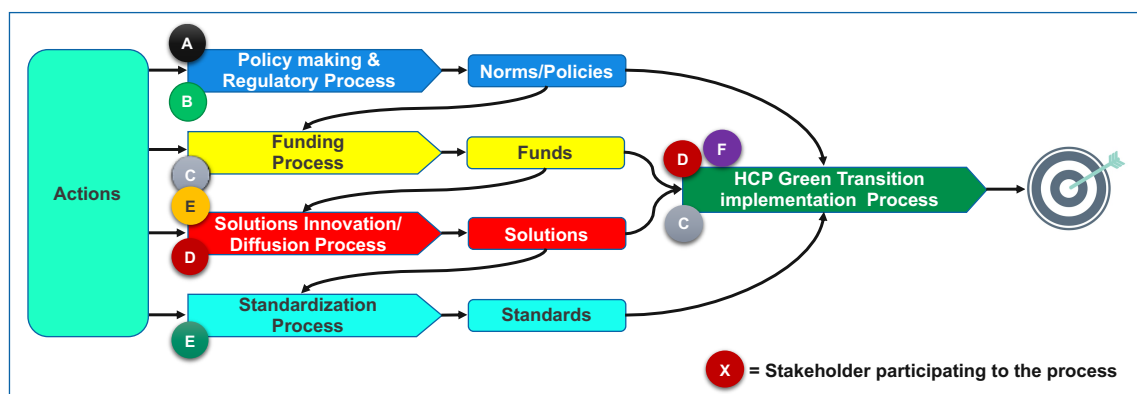 A
Policy making &
Regulatory Process
Norms/Policies
B
Actions
Funding
Process
Funds
C
D
F
HCP Green Transition
implementation  Process
C
E
Solutions Innovation/
Diffusion Process
Solutions
D
Standardization
Process
Standards
E
X = Stakeholder participating to the process